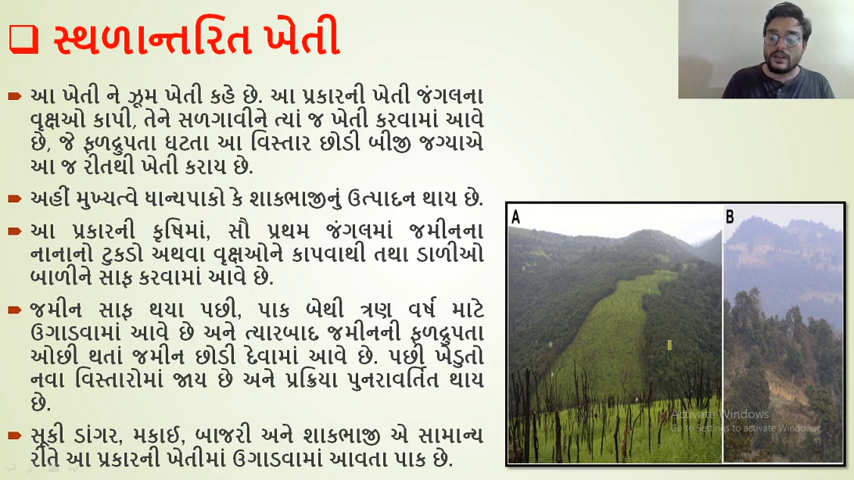 સ્થળાન્તરિત ખેતી
આ ખેતી ને ઝૂમ ખેતી કહે છે. આ પ્રકારની ખેતી જંગલના
વૃક્ષઓ કાપી, તેને સળગાવીને ત્યાં જ ખેતી કરવામાં આવે
છે, જે ફળદ્રુપતા ઘટતા આ વિસ્તાર છોડી બીજી જગ્યાએ
આ જ રીતથી ખેતી કરાય છે.
અહીં મુખ્યત્વે ધાન્યપાકો કે શાકભાજીનું ઉત્પાદન થાય છે.
આ પ્રકારની કૃષિમાં, સૌ પ્રથમ જંગલમાં જમીનના
નાનાનો ટુકડો અથવા વૃક્ષઓને કાપવાથી તથા ડાળીઓ
બાળીને સાફ કરવામાં આવે છે.
જમીન સાફ થયા પછી, પાક બેથી ત્રણ વર્ષ માટે
ઉગાડવામાં આવે છે અને ત્યારબાદ જમીનની ફળદ્રુપતા
ઓછી થતાં જમીન છોડી દેવામાં આવે છે. પછી ખેડુતો
નવા વિસ્તારોમાં જાય છે અને પ્રક્રિયા પુનરાવર્તિત થાય
છે.
સૂકી ડાંગર, મકાઈ, બાજરી અને શાકભાજી એ સામાન્ય
રીતે આ પ્રકારની ખેતીમાં ઉગાડવામાં આવતા પાક છે.
A
B
Activate Windows
Go to Settings to activate Windows.